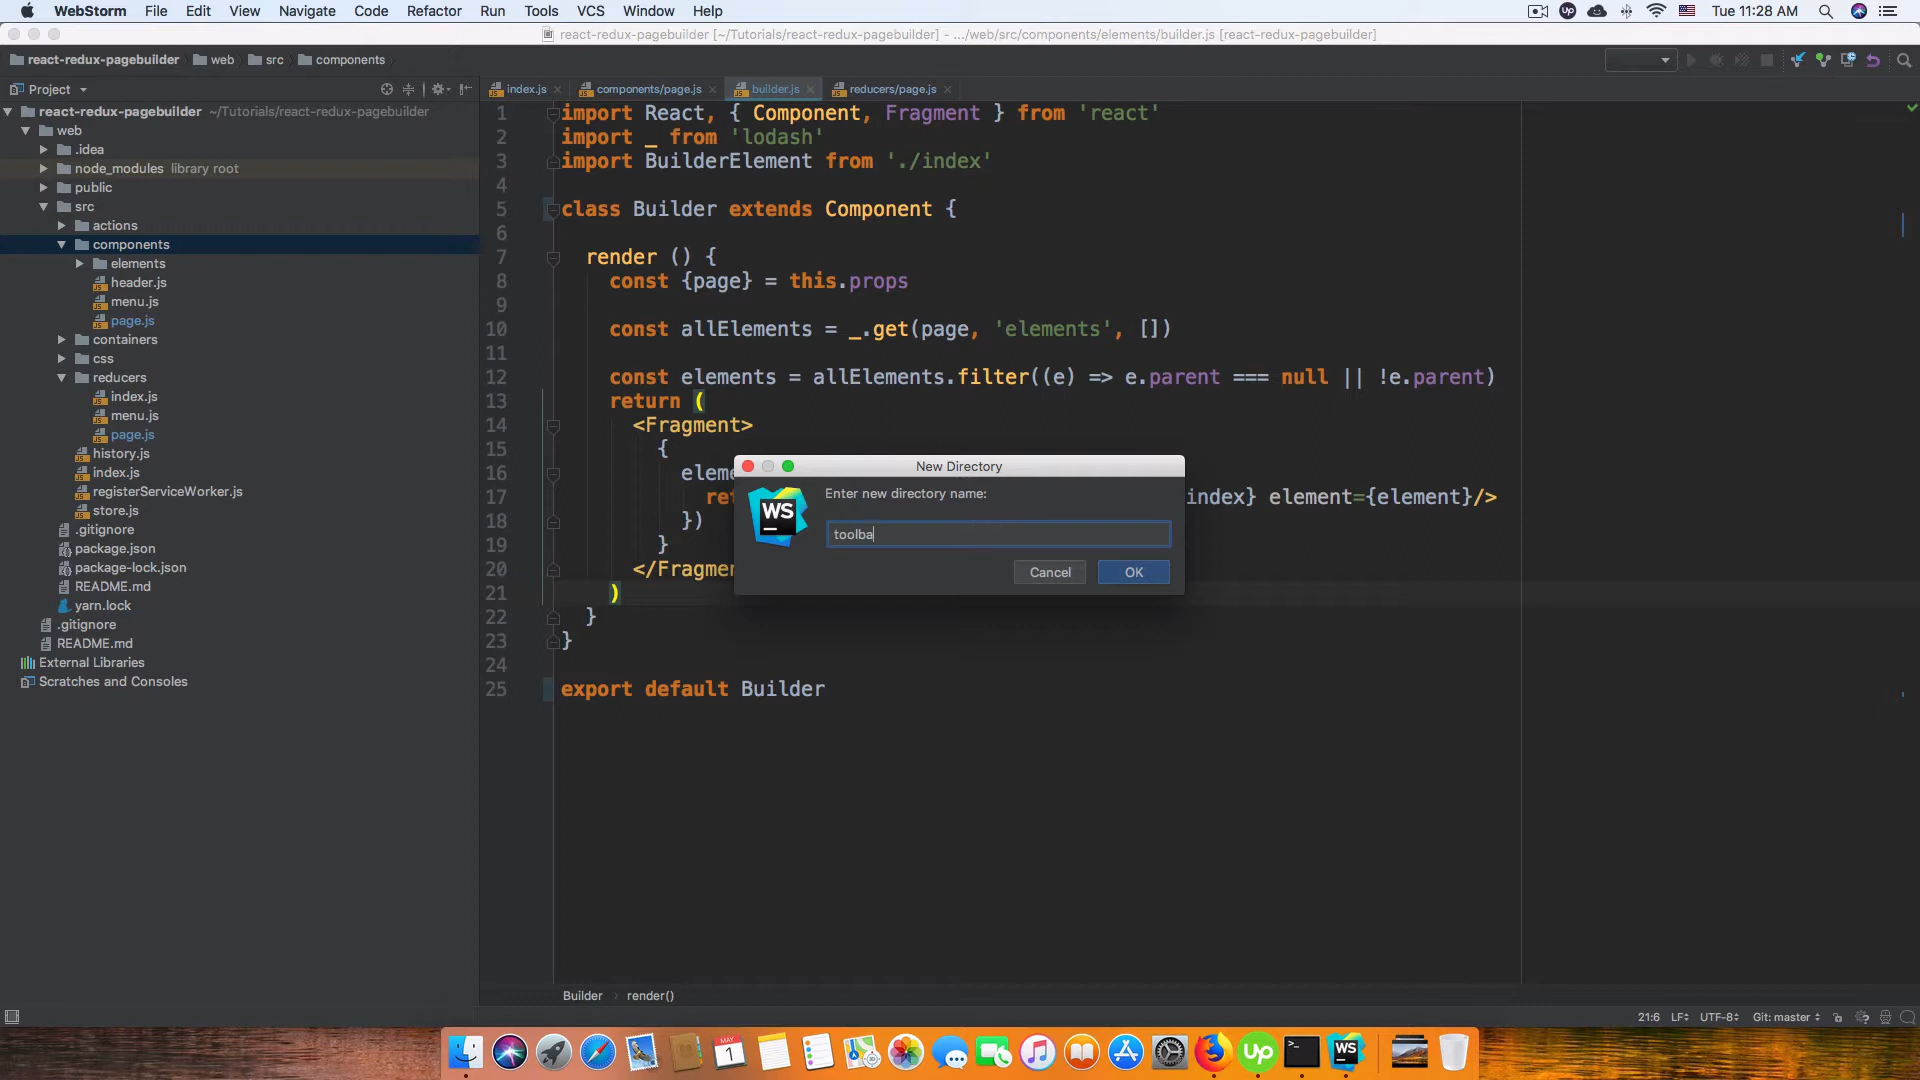 WebStorm File Edit View Navigate Code Refactor Run Tools VCS Window Help Tue 11:28 AM
react-redux-pagebuilder [~/Tutorials/react-redux-pagebuilder] - .../web/src/components/elements/builder.js [react-redux-pagebuilder]
react-redux-pagebuilder web src components
Project
index.js components/page.js builder.js reducers/page.js
react-redux-pagebuilder ~/Tutorials/react-redux-pagebuilder
web
.idea
node_modules library root
public
src
actions
components
elements
header.js
menu.js
page.js
containers
css
reducers
index.js
menu.js
page.js
history.js
index.js
registerServiceWorker.js
store.js
.gitignore
package.json
package-lock.json
README.md
yarn.lock
.gitignore
README.md
External Libraries
Scratches and Consoles
1 import React, { Component, Fragment } from 'react'
2 import _ from 'lodash'
3 import BuilderElement from './index'
4
5 class Builder extends Component {
6
7 render () {
8 const {page} = this.props
9
10 const allElements = _.get(page, 'elements', [])
11
12 const elements = allElements.filter((e) => e.parent === null || !e.parent)
13 return (
14 <Fragment>
15 {
16 eleme
17 ret index} element={element}/>
18 })
19 }
20 </Fragmen
21 )
22 }
23 }
24
25 export default Builder
New Directory
Enter new directory name:
WS
toolba
Cancel OK
Builder render()
21:6 LF UTF-8 Git: master
MAY
1
up
WS